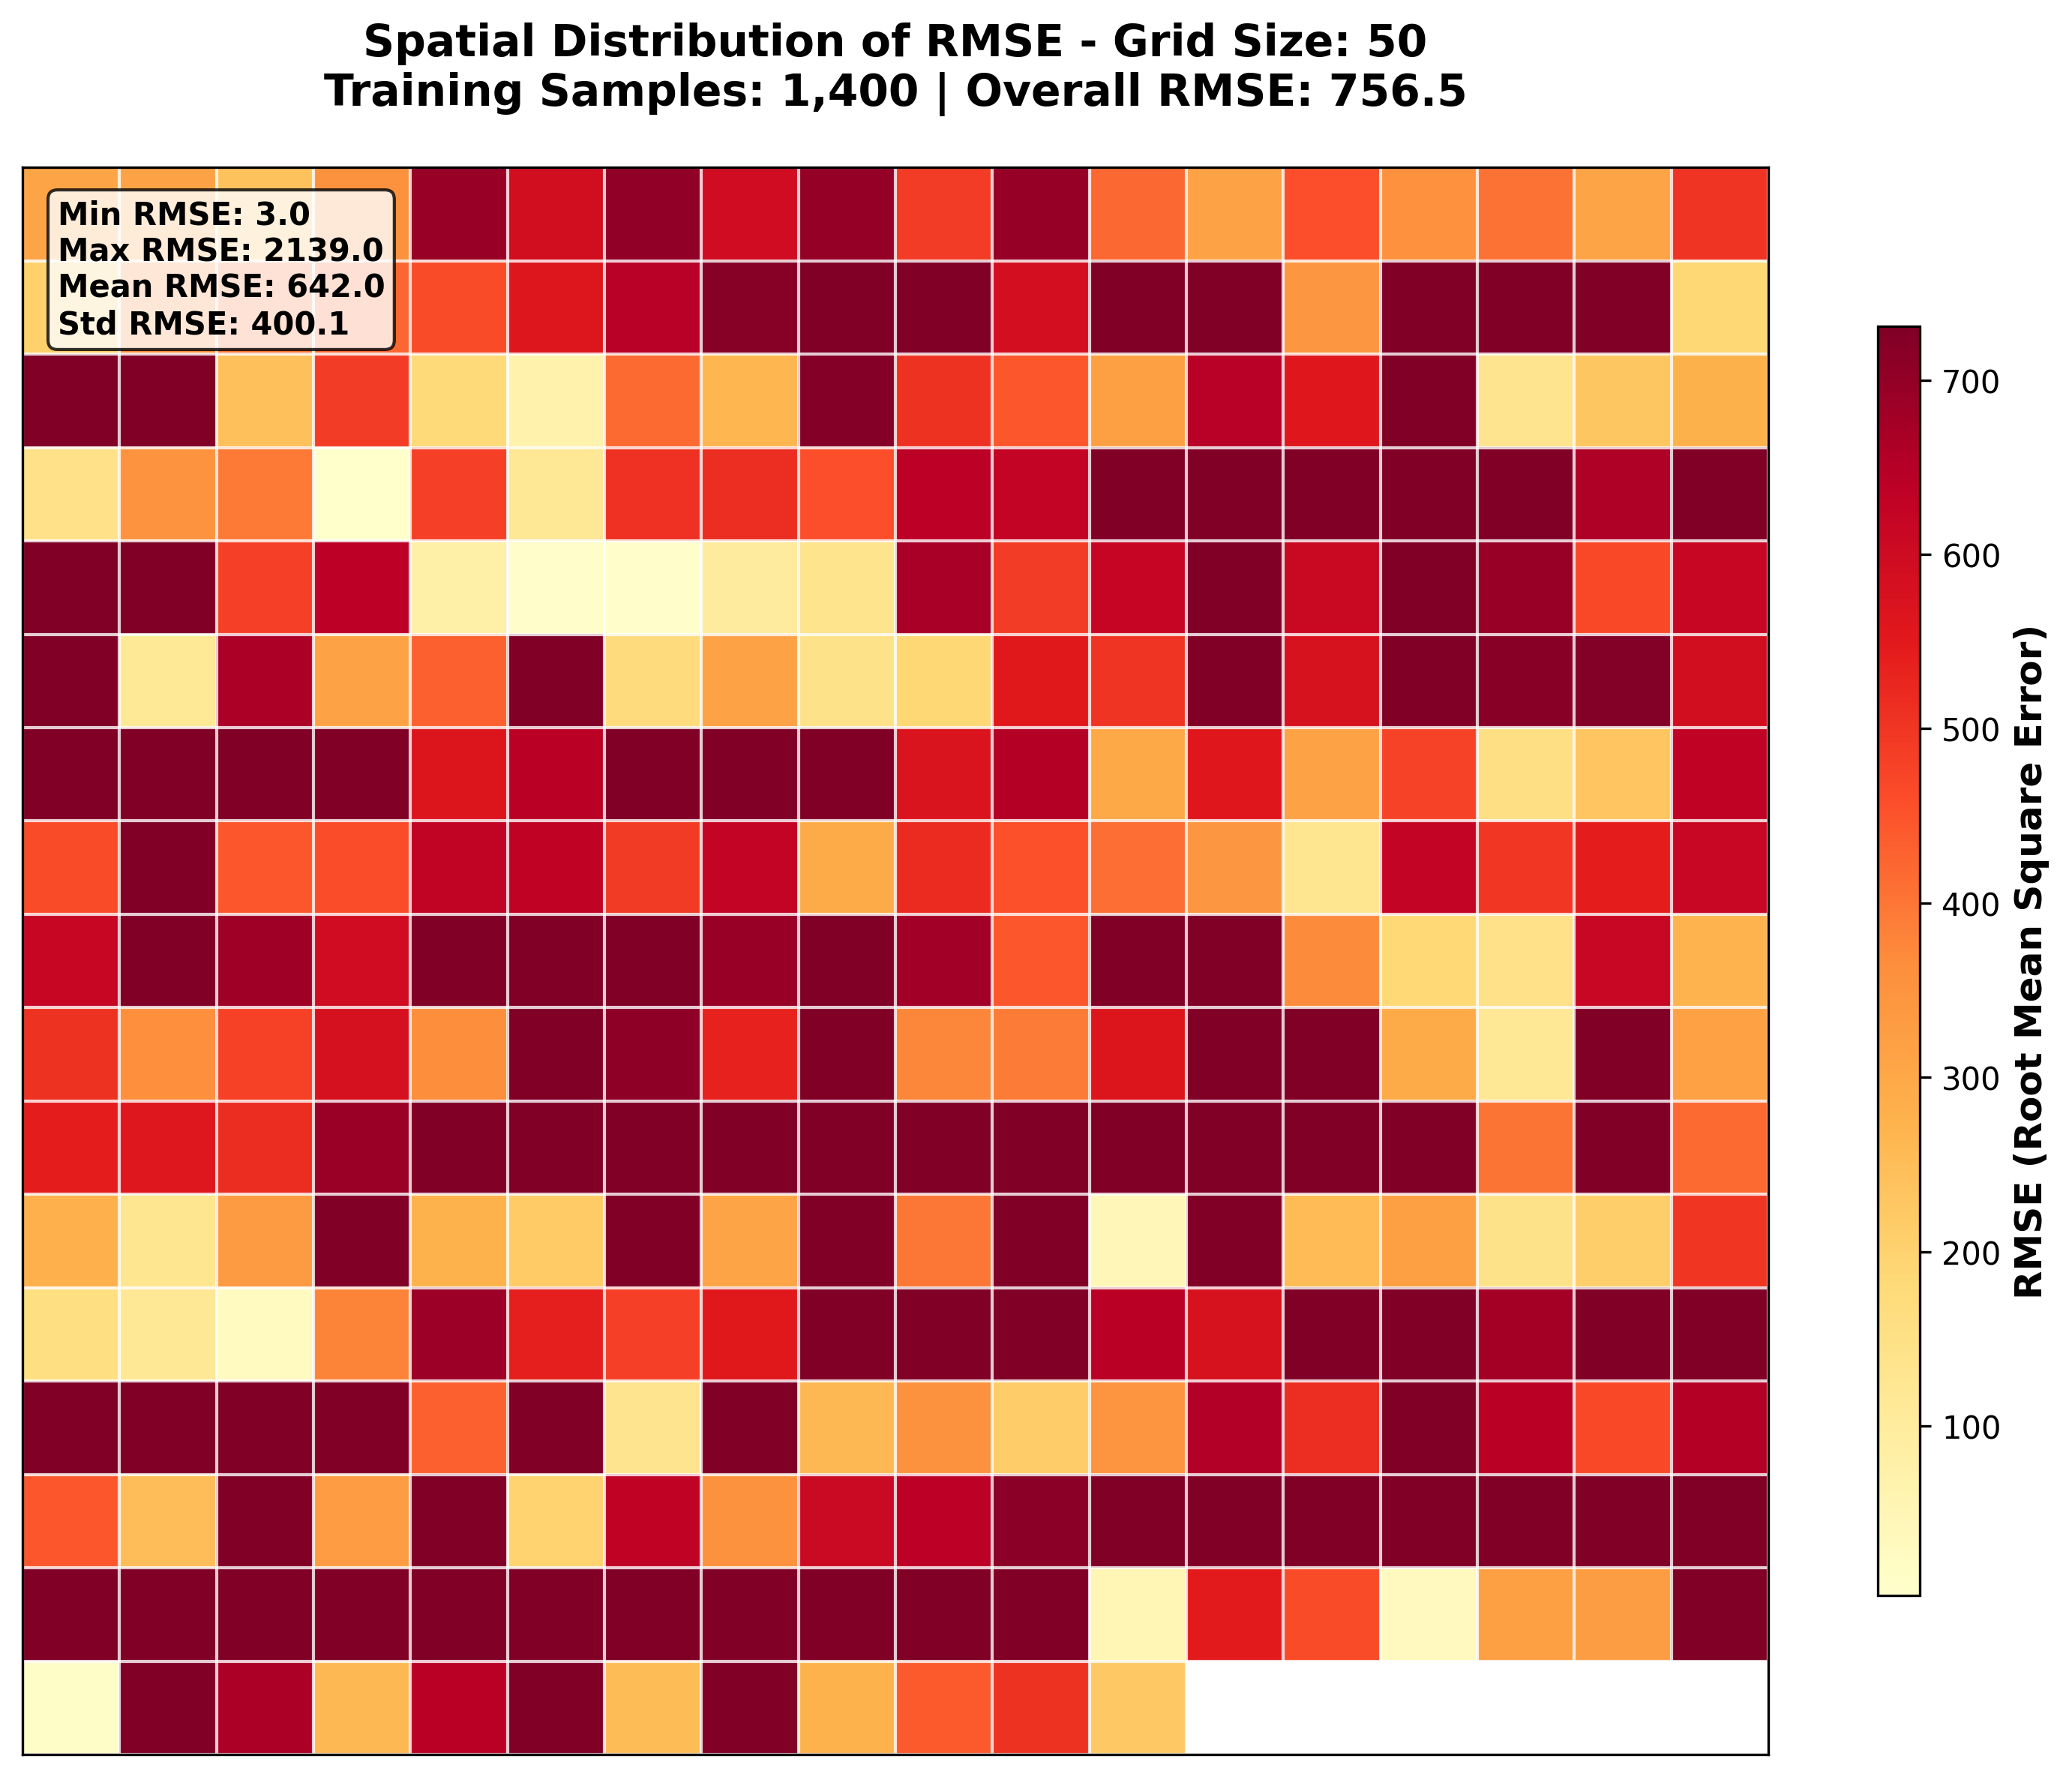 Spatial Distribution of RMSE - Grid Size: 50
Training Samples: 1,400 | Overall RMSE: 756.5
Min RMSE: 3.0
Max RMSE: 2139.0
Mean RMSE: 642.0
Std RMSE: 400.1
700
600
500
400
300
200
100
RMSE (Root Mean Square Error)